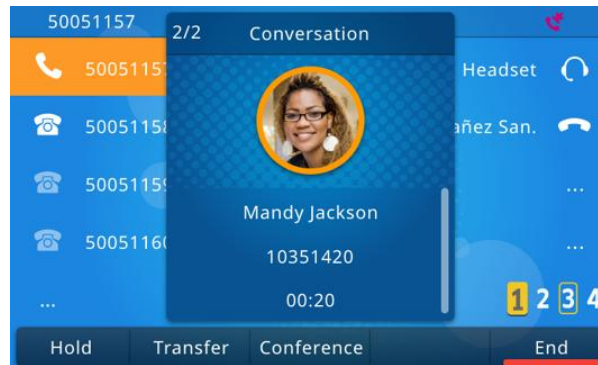 50051157
2/2 Conversation
50051157
Headset
50051158
añez San.
50051159
...
Mandy Jackson
50051160
10351420
...
...
00:20
1 2 3 4
Hold Transfer Conference End